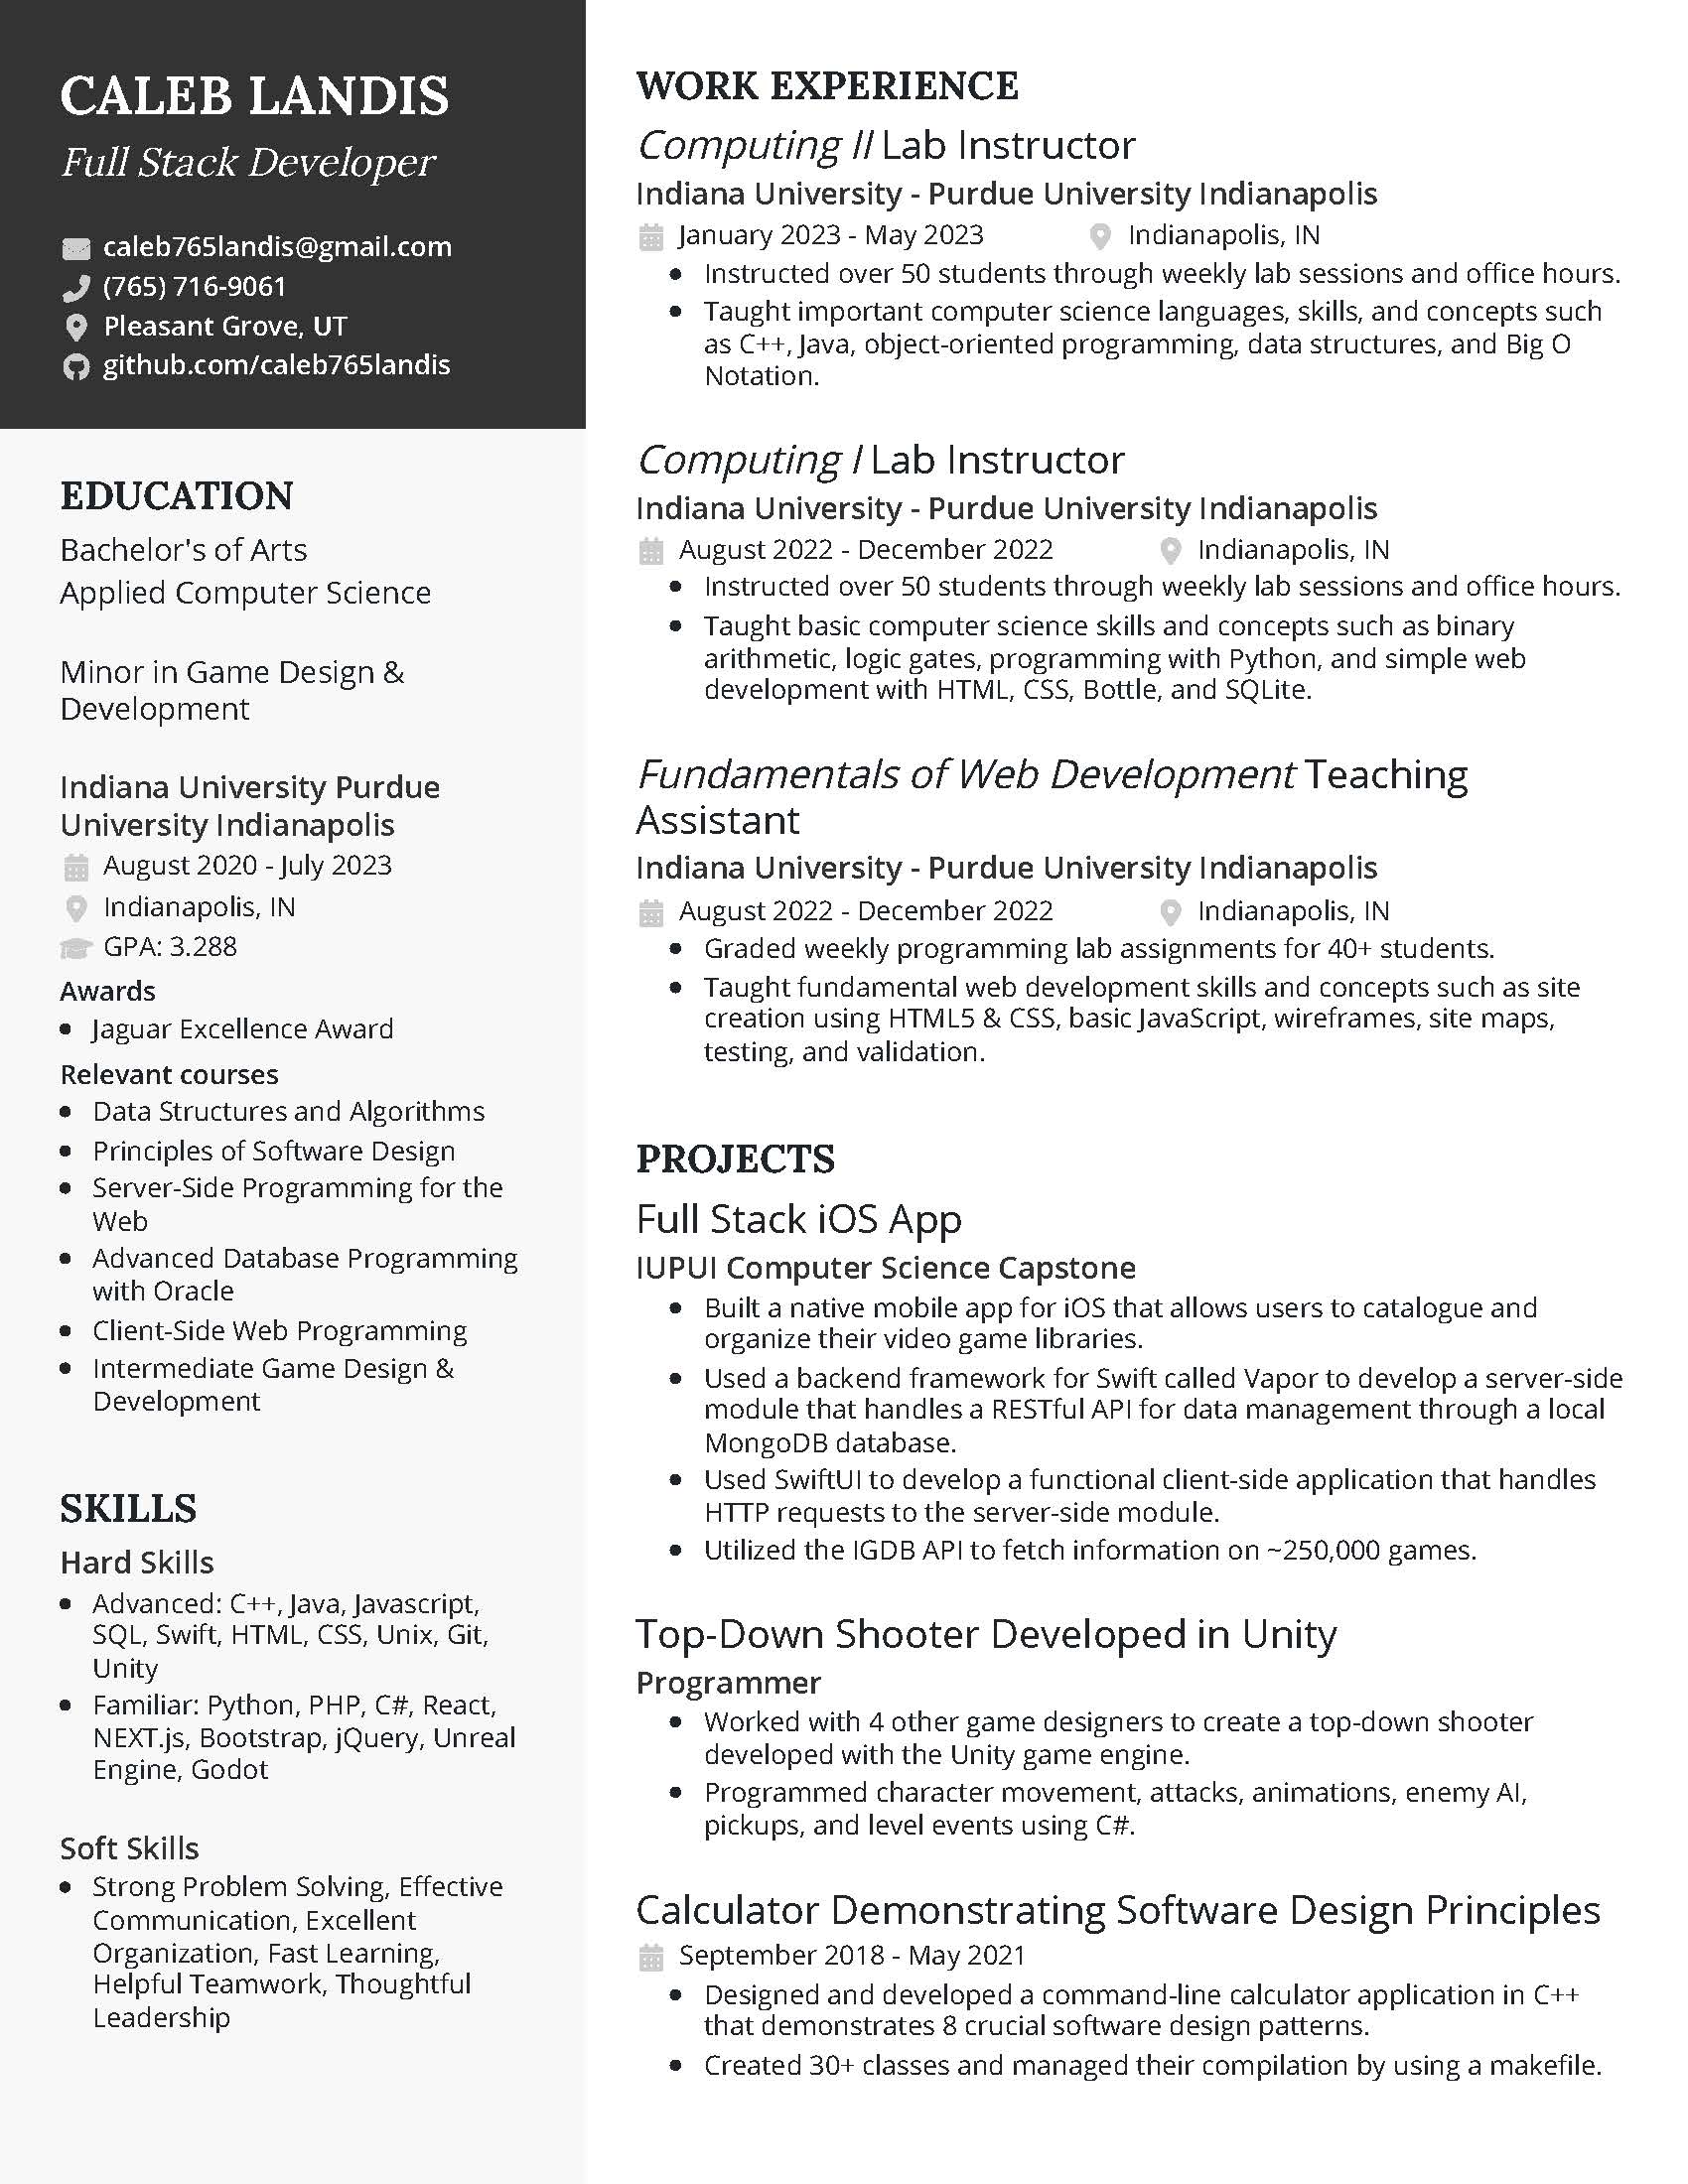 CALEB LANDIS
Full Stack Developer
caleb765landis@gmail.com
(765) 716-9061
Pleasant Grove, UT
github.com/caleb765landis
EDUCATION
Bachelor's of Arts
Applied Computer Science
Minor in Game Design &
Development
Indiana University Purdue
University Indianapolis
August 2020 - July 2023
Indianapolis, IN
GPA: 3.288
Awards
• Jaguar Excellence Award
Relevant courses
• Data Structures and Algorithms
• Principles of Software Design
• Server-Side Programming for the
Web
• Advanced Database Programming
with Oracle
• Client-Side Web Programming
• Intermediate Game Design &
Development
SKILLS
Hard Skills
• Advanced: C++, Java, Javascript,
SQL, Swift, HTML, CSS, Unix, Git,
Unity
• Familiar: Python, PHP, C#, React,
NEXT.js, Bootstrap, jQuery, Unreal
Engine, Godot
Soft Skills
• Strong Problem Solving, Effective
Communication, Excellent
Organization, Fast Learning,
Helpful Teamwork, Thoughtful
Leadership
WORK EXPERIENCE
Computing II Lab Instructor
Indiana University - Purdue University Indianapolis
January 2023 - May 2023 Indianapolis, IN
• Instructed over 50 students through weekly lab sessions and office hours.
• Taught important computer science languages, skills, and concepts such
as C++, Java, object-oriented programming, data structures, and Big O
Notation.
Computing I Lab Instructor
Indiana University - Purdue University Indianapolis
August 2022 - December 2022 Indianapolis, IN
• Instructed over 50 students through weekly lab sessions and office hours.
• Taught basic computer science skills and concepts such as binary
arithmetic, logic gates, programming with Python, and simple web
development with HTML, CSS, Bottle, and SQLite.
Fundamentals of Web Development Teaching
Assistant
Indiana University - Purdue University Indianapolis
August 2022 - December 2022 Indianapolis, IN
• Graded weekly programming lab assignments for 40+ students.
• Taught fundamental web development skills and concepts such as site
creation using HTML5 & CSS, basic JavaScript, wireframes, site maps,
testing, and validation.
PROJECTS
Full Stack iOS App
IUPUI Computer Science Capstone
• Built a native mobile app for iOS that allows users to catalogue and
organize their video game libraries.
• Used a backend framework for Swift called Vapor to develop a server-side
module that handles a RESTful API for data management through a local
MongoDB database.
• Used SwiftUI to develop a functional client-side application that handles
HTTP requests to the server-side module.
• Utilized the IGDB API to fetch information on ~250,000 games.
Top-Down Shooter Developed in Unity
Programmer
• Worked with 4 other game designers to create a top-down shooter
developed with the Unity game engine.
• Programmed character movement, attacks, animations, enemy AI,
pickups, and level events using C#.
Calculator Demonstrating Software Design Principles
September 2018 - May 2021
• Designed and developed a command-line calculator application in C++
that demonstrates 8 crucial software design patterns.
• Created 30+ classes and managed their compilation by using a makefile.